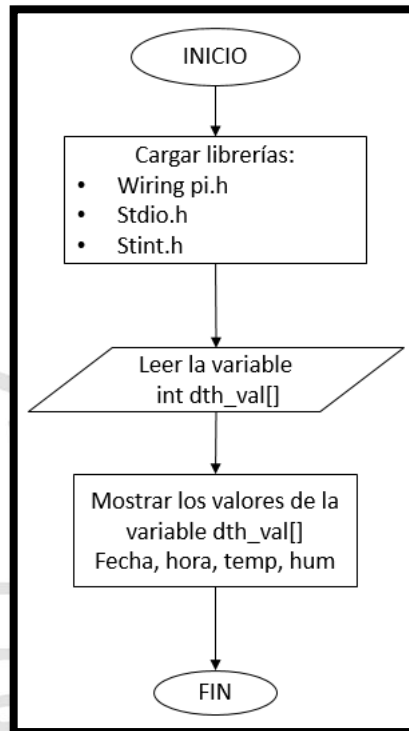 INICIO
Cargar librerías:
• Wiring pi.h
• Stdio.h
• Stint.h
Leer la variable
int dth_val[]
Mostrar los valores de la
variable dth_val[]
Fecha, hora, temp, hum
FIN